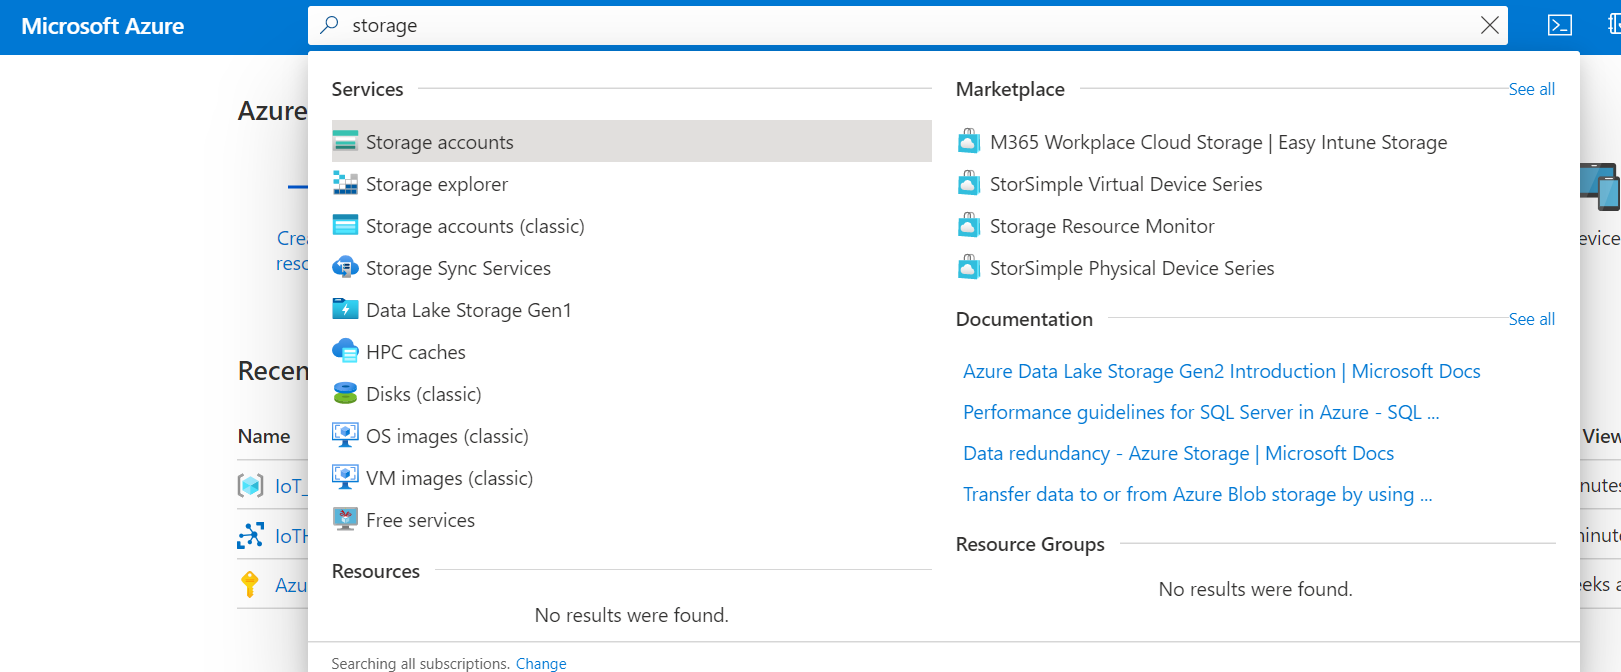 Microsoft Azure
storage
Azure
Services
Storage accounts
Storage explorer
Storage accounts (classic)
Storage Sync Services
Data Lake Storage Gen1
HPC caches
Disks (classic)
OS images (classic)
VM images (classic)
Free services
Resources
No results were found.
Searching all subscriptions. Change
Marketplace
See all
M365 Workplace Cloud Storage | Easy Intune Storage
StorSimple Virtual Device Series
Storage Resource Monitor
StorSimple Physical Device Series
Documentation
See all
Azure Data Lake Storage Gen2 Introduction | Microsoft Docs
Performance guidelines for SQL Server in Azure - SQL ...
Data redundancy - Azure Storage | Microsoft Docs
Transfer data to or from Azure Blob storage by using ...
Resource Groups
No results were found.
Cre
resc
Recen
Name
IoT_
IoTH
Azu
evice
View
nutes
inut
eks a